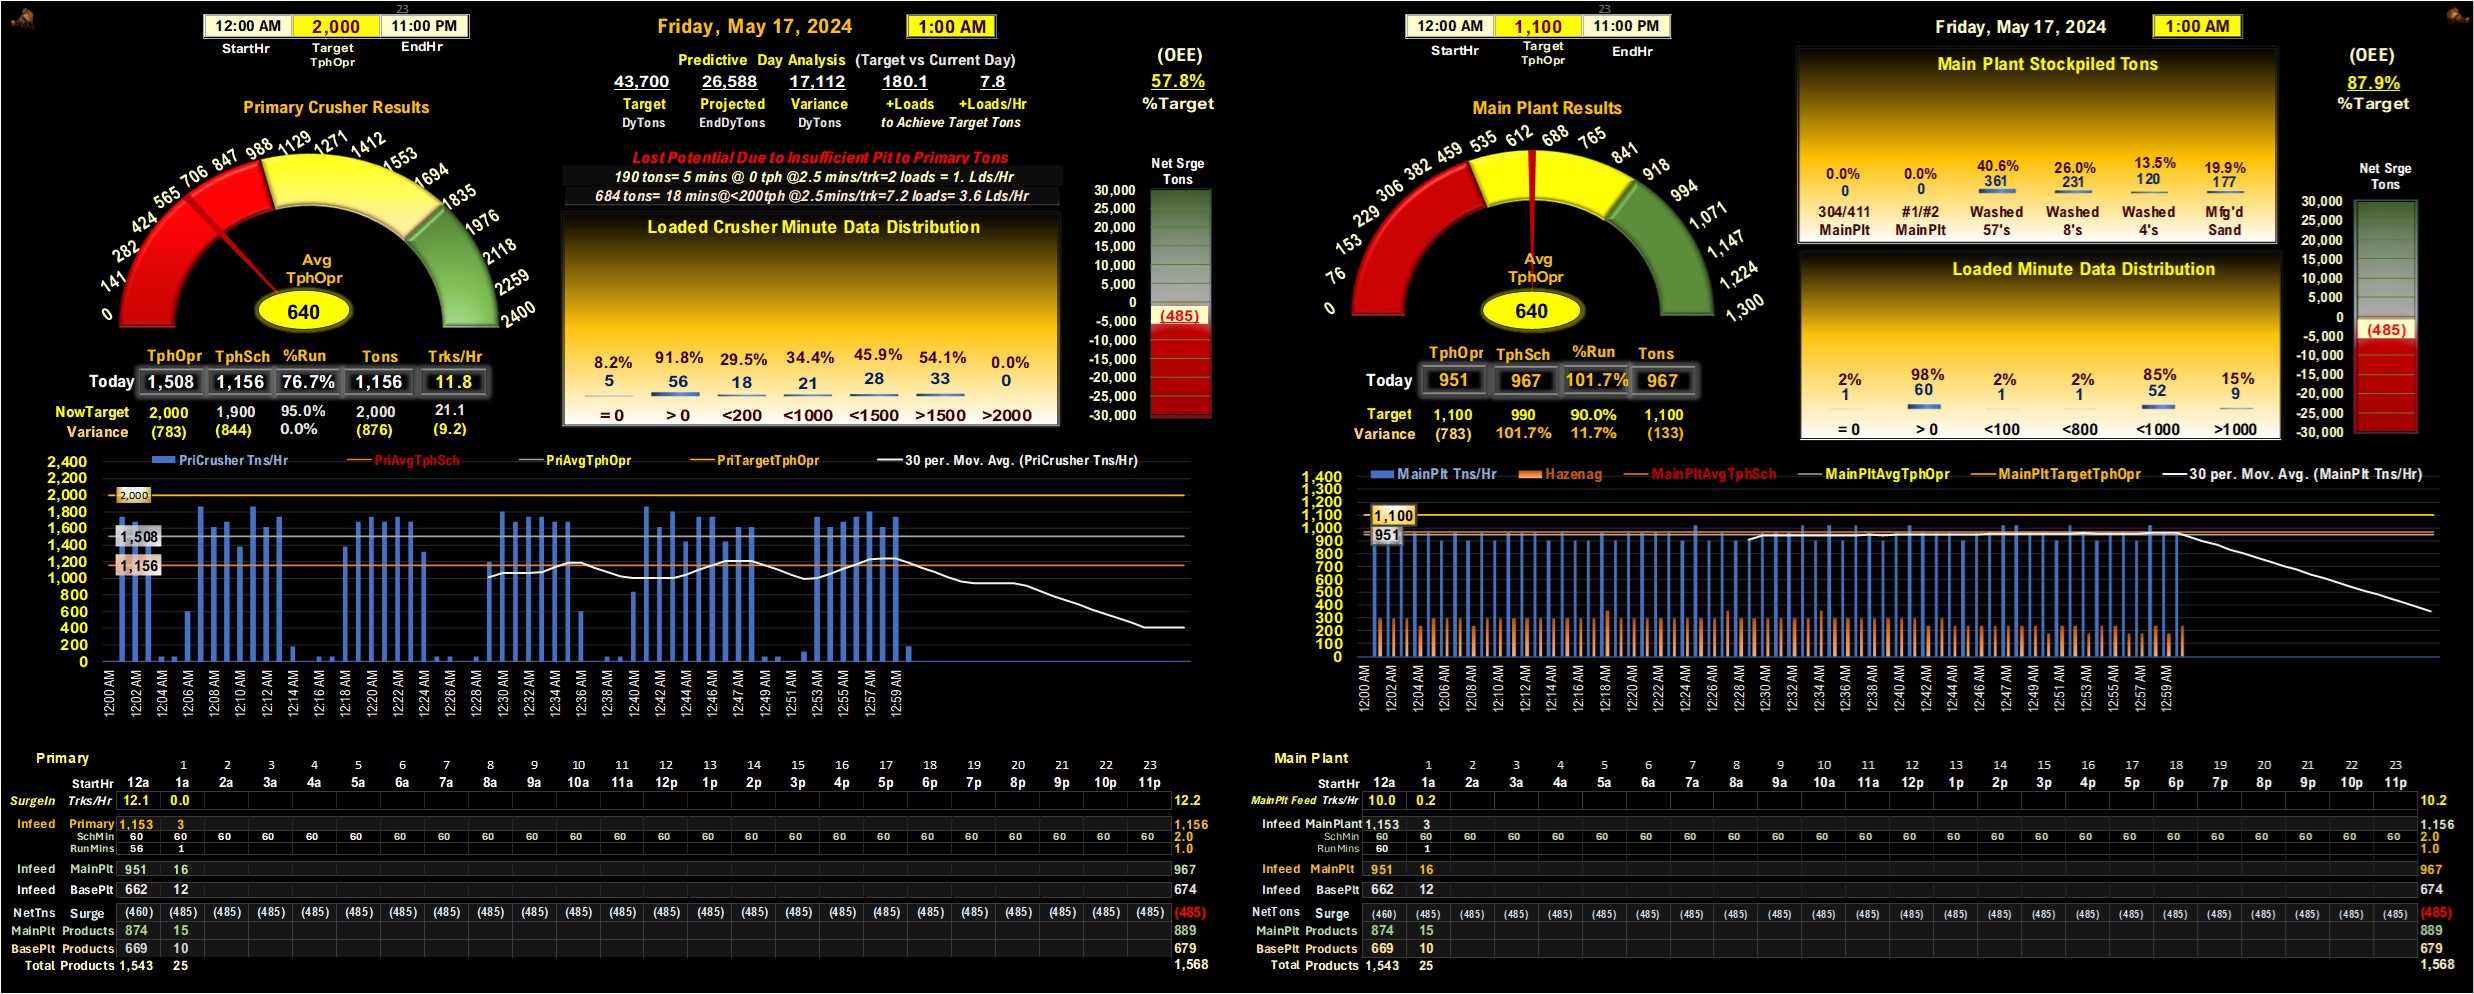 23
12:00 AM 2,000 11:00 PM
StartHr Target TphOpr EndHr
Friday, May 17, 2024 1:00 AM
Predictive Day Analysis (Target vs Current Day)
43,700 26,588 17,112 180.1 7.8
Target Projected Variance +Loads +Loads/Hr
DyTons EndDyTons DyTons to Achieve Target Tons
(OEE)
57.8%
%Target
Primary Crusher Results
0 141 282 424 565 706 847 988 1129 1271 1412 1553 1694 1835 1976 2118 2259 2400
Avg
TphOpr
640
Lost Potential Due to Insufficient Pit to Primary Tons
190 tons= 5 mins @ 0 tph @2.5 mins/trk=2 loads = 1. Lds/Hr
684 tons= 18 mins@<200tph @2.5mins/trk=7.2 loads= 3.6 Lds/Hr
Loaded Crusher Minute Data Distribution
8.2% 91.8% 29.5% 34.4% 45.9% 54.1% 0.0%
5 56 18 21 28 33 0
= 0 > 0 <200 <1000 <1500 >1500 >2000
Net Srge
Tons
30,000
25,000
20,000
15,000
10,000
5,000
0
(485)
-5,000
-10,000
-15,000
-20,000
-25,000
-30,000
TphOpr TphSch %Run Tons Trks/Hr
Today 1,508 1,156 76.7% 1,156 11.8
NowTarget 2,000 1,900 95.0% 2,000 21.1
Variance (783) (844) 0.0% (876) (9.2)
PriCrusher Tns/Hr PriAvgTphSch PriAvgTphOpr PriTargetTphOpr 30 per. Mov. Avg. (PriCrusher Tns/Hr)
2,400
2,200
2,000
1,800
1,600
1,400
1,200
1,000
800
600
400
200
0
2,000
1,508
1,156
12:00 AM 12:02 AM 12:04 AM 12:06 AM 12:08 AM 12:10 AM 12:12 AM 12:14 AM 12:16 AM 12:18 AM 12:20 AM 12:22 AM 12:24 AM 12:26 AM 12:28 AM 12:30 AM 12:32 AM 12:34 AM 12:36 AM 12:38 AM 12:40 AM 12:42 AM 12:44 AM 12:46 AM 12:47 AM 12:49 AM 12:51 AM 12:53 AM 12:55 AM 12:57 AM 12:59 AM
Primary
1 2 3 4 5 6 7 8 9 10 11 12 13 14 15 16 17 18 19 20 21 22 23
StartHr 12a 1a 2a 3a 4a 5a 6a 7a 8a 9a 10a 11a 12p 1p 2p 3p 4p 5p 6p 7p 8p 9p 10p 11p
SurgeIn Trks/Hr 12.1 0.0 12.2
Infeed Primary 1,153 3 1,156
SchMin 60 60 60 60 60 60 60 60 60 60 60 60 60 60 60 60 60 60 60 60 60 60 60 60 2.0
RunMins 56 1 1.0
Infeed MainPlt 951 16 967
Infeed BasePlt 662 12 674
NetTns Surge (460) (485) (485) (485) (485) (485) (485) (485) (485) (485) (485) (485) (485) (485) (485) (485) (485) (485) (485) (485) (485) (485) (485) (485) (485)
MainPlt Products 874 15 889
BasePlt Products 669 10 679
Total Products 1,543 25 1,568
23
12:00 AM 1,100 11:00 PM
StartHr Target TphOpr EndHr
Friday, May 17, 2024 1:00 AM
(OEE)
87.9%
%Target
Main Plant Results
0 76 153 229 306 382 459 535 612 688 765 841 918 994 1,071 1,147 1,224 1,300
Avg
TphOpr
640
Main Plant Stockpiled Tons
0.0% 0.0% 40.6% 26.0% 13.5% 19.9%
0 0 361 231 120 177
304/411 #1/#2 Washed Washed Washed Mfg'd
MainPlt MainPlt 57's 8's 4's Sand
Loaded Minute Data Distribution
2% 98% 2% 2% 85% 15%
1 60 1 1 52 9
= 0 > 0 <100 <800 <1000 >1000
Net Srge
Tons
30,000
25,000
20,000
15,000
10,000
5,000
0
(485)
-5,000
-10,000
-15,000
-20,000
-25,000
-30,000
TphOpr TphSch %Run Tons
Today 951 967 101.7% 967
Target 1,100 990 90.0% 1,100
Variance (783) 101.7% 11.7% (133)
MainPlt Tns/Hr Hazenag MainPltAvgTphSch MainPltAvgTphOpr MainPltTargetTphOpr 30 per. Mov. Avg. (MainPlt Tns/Hr)
1,400
1,300
1,200
1,100
1,000
900
800
700
600
500
400
300
200
100
0
1,100
951
12:00 AM 12:02 AM 12:04 AM 12:06 AM 12:08 AM 12:10 AM 12:12 AM 12:14 AM 12:16 AM 12:18 AM 12:20 AM 12:22 AM 12:24 AM 12:26 AM 12:28 AM 12:30 AM 12:32 AM 12:34 AM 12:36 AM 12:38 AM 12:40 AM 12:42 AM 12:44 AM 12:46 AM 12:47 AM 12:49 AM 12:51 AM 12:53 AM 12:55 AM 12:57 AM 12:59 AM
Main Plant
1 2 3 4 5 6 7 8 9 10 11 12 13 14 15 16 17 18 19 20 21 22 23
StartHr 12a 1a 2a 3a 4a 5a 6a 7a 8a 9a 10a 11a 12p 1p 2p 3p 4p 5p 6p 7p 8p 9p 10p 11p
MainPlt Feed Trks/Hr 10.0 0.2 10.2
Infeed MainPlant 1,153 3 1,156
SchMin 60 60 60 60 60 60 60 60 60 60 60 60 60 60 60 60 60 60 60 60 60 60 60 60 2.0
RunMins 60 1 1.0
Infeed MainPlt 951 16 967
Infeed BasePlt 662 12 674
NetTons Surge (460) (485) (485) (485) (485) (485) (485) (485) (485) (485) (485) (485) (485) (485) (485) (485) (485) (485) (485) (485) (485) (485) (485) (485) (485)
MainPlt Products 874 15 889
BasePlt Products 669 10 679
Total Products 1,543 25 1,568